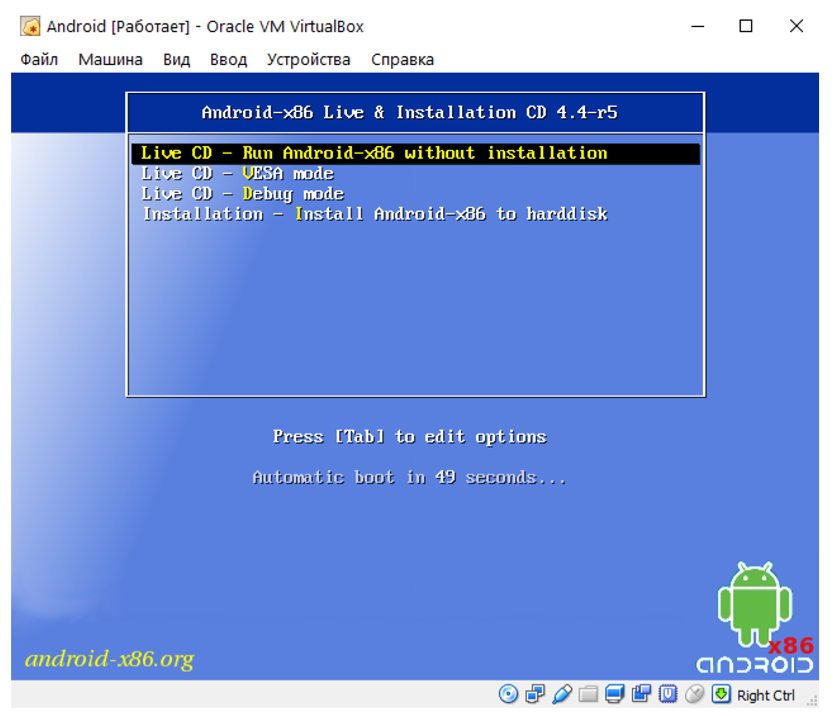 Android [Работает] - Oracle VM VirtualBox
Файл Машина Вид Ввод Устройства Справка
Android-x86 Live & Installation CD 4.4-r5
Live CD - Run Android-x86 without installation
Live CD - VESA mode
Live CD - Debug mode
Installation - Install Android-x86 to harddisk
Press [Tab] to edit options
Automatic boot in 49 seconds...
x86
android-x86.org
ANDROID
Right Ctrl